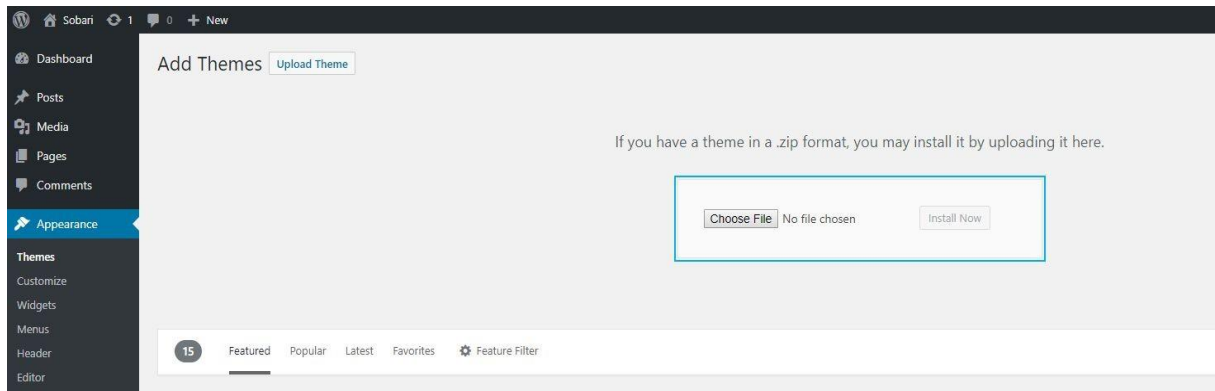 Sobari 1 0 + New
Dashboard
Posts
Media
Pages
Comments
Appearance
Themes
Customize
Widgets
Menus
Header
Editor
Add Themes Upload Theme
If you have a theme in a .zip format, you may install it by uploading it here.
Choose File No file chosen Install Now
15 Featured Popular Latest Favorites Feature Filter